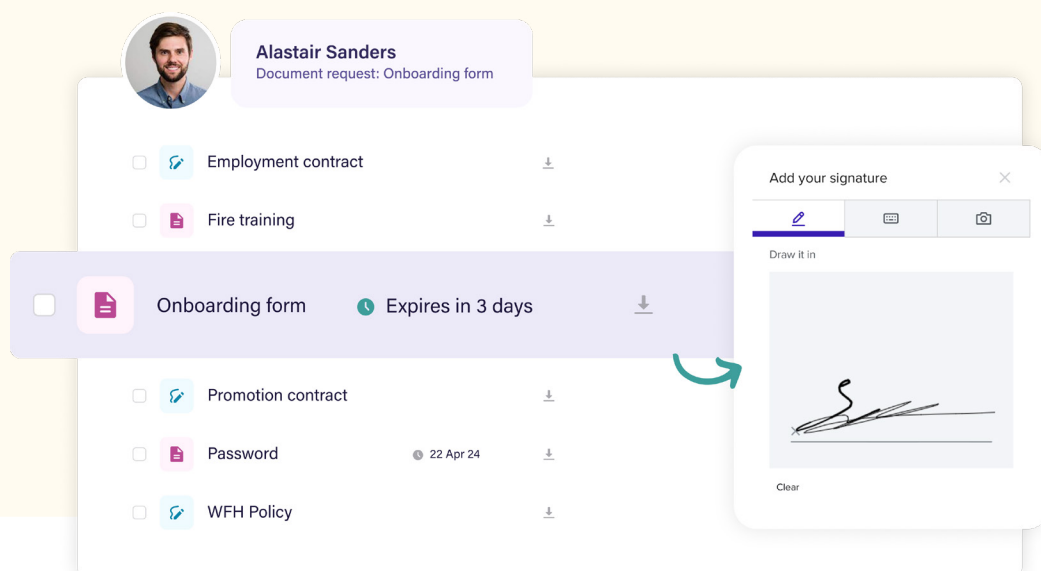 Alastair Sanders
Document request: Onboarding form
Employment contract
Fire training
Onboarding form Expires in 3 days
Promotion contract
Password 22 Apr 24
WFH Policy
Add your signature
Draw it in
Clear